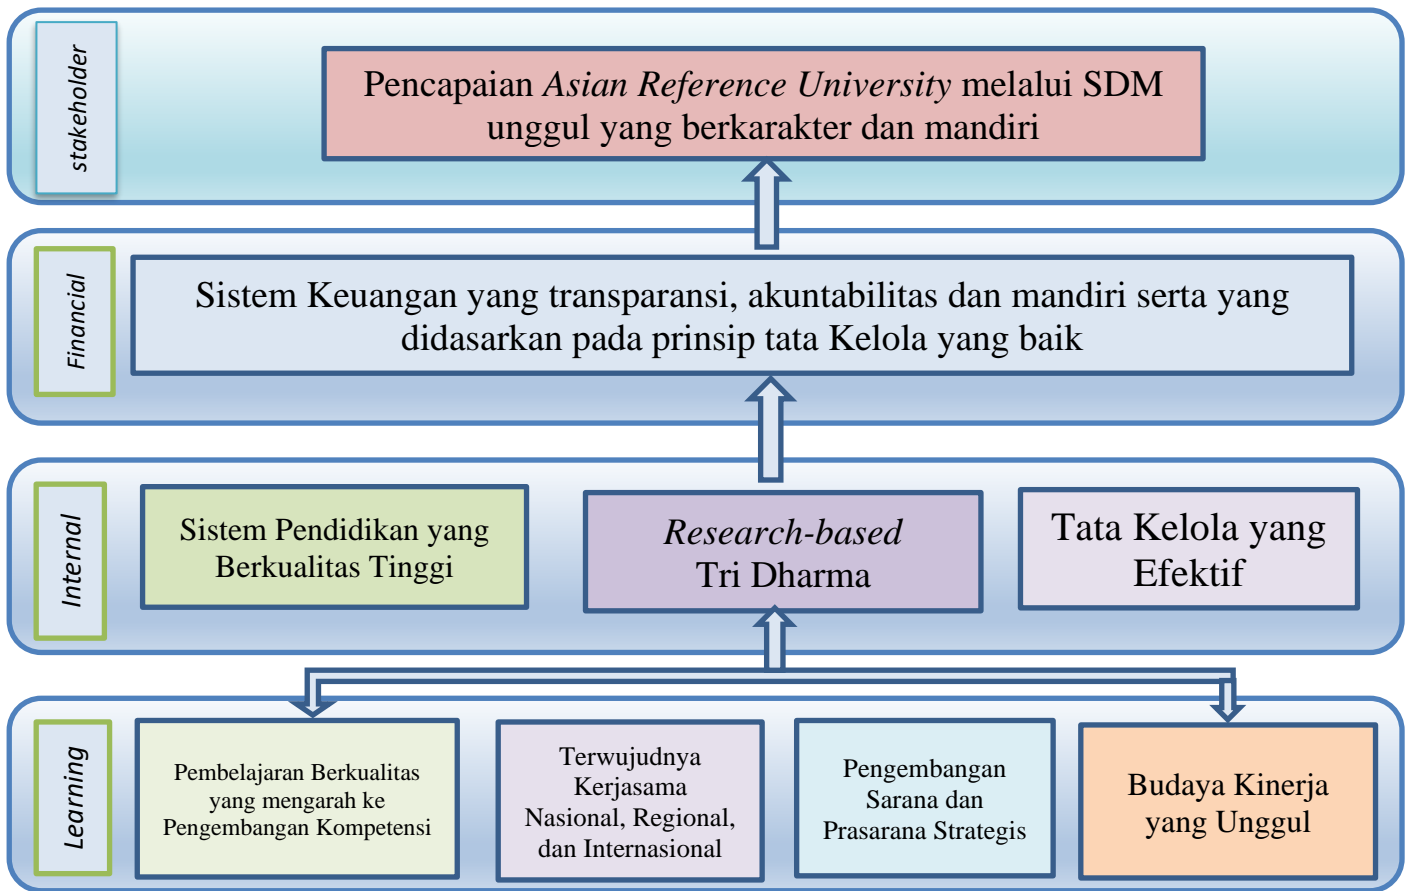 stakeholder
Pencapaian Asian Reference University melalui SDM
unggul yang berkarakter dan mandiri
Financial
Sistem Keuangan yang transparansi, akuntabilitas dan mandiri serta yang
didasarkan pada prinsip tata Kelola yang baik
Internal
Sistem Pendidikan yang
Berkualitas Tinggi
Research-based
Tri Dharma
Tata Kelola yang
Efektif
Learning
Pembelajaran Berkualitas
yang mengarah ke
Pengembangan Kompetensi
Terwujudnya
Kerjasama
Nasional, Regional,
dan Internasional
Pengembangan
Sarana dan
Prasarana Strategis
Budaya Kinerja
yang Unggul